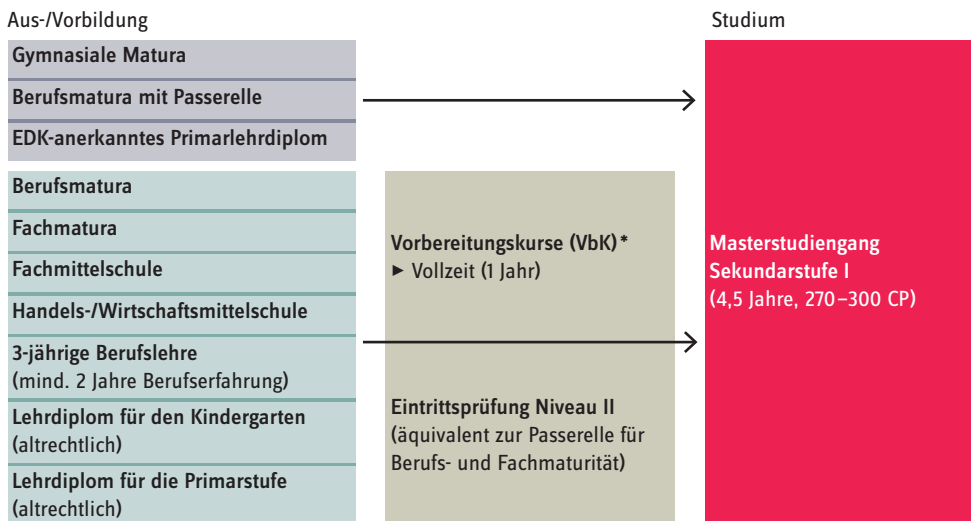 Aus-/Vorbildung
Studium
Gymnasiale Matura
Berufsmatura mit Passerelle
EDK-anerkanntes Primarlehrdiplom
Berufsmatura
Fachmatura
Fachmittelschule
Handels-/Wirtschaftsmittelschule
3-jährige Berufslehre
(mind. 2 Jahre Berufserfahrung)
Lehrdiplom für den Kindergarten
(altrechtlich)
Lehrdiplom für die Primarstufe
(altrechtlich)
Vorbereitungskurse (VbK)*
► Vollzeit (1 Jahr)
Eintrittsprüfung Niveau II
(äquivalent zur Passerelle für
Berufs- und Fachmaturität)
Masterstudiengang
Sekundarstufe I
(4,5 Jahre, 270–300 CP)